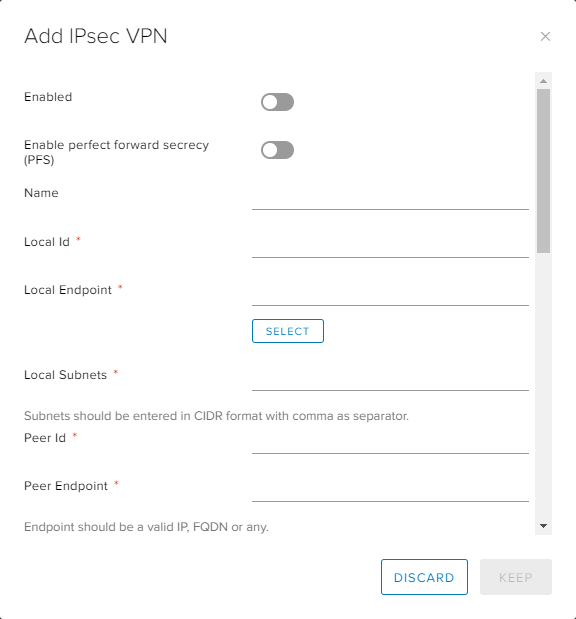 Add IPsec VPN
×
Enabled
Enable perfect forward secrecy
(PFS)
Name
Local Id *
Local Endpoint *
SELECT
Local Subnets *
Subnets should be entered in CIDR format with comma as separator.
Peer Id *
Peer Endpoint *
Endpoint should be a valid IP, FQDN or any.
DISCARD KEEP